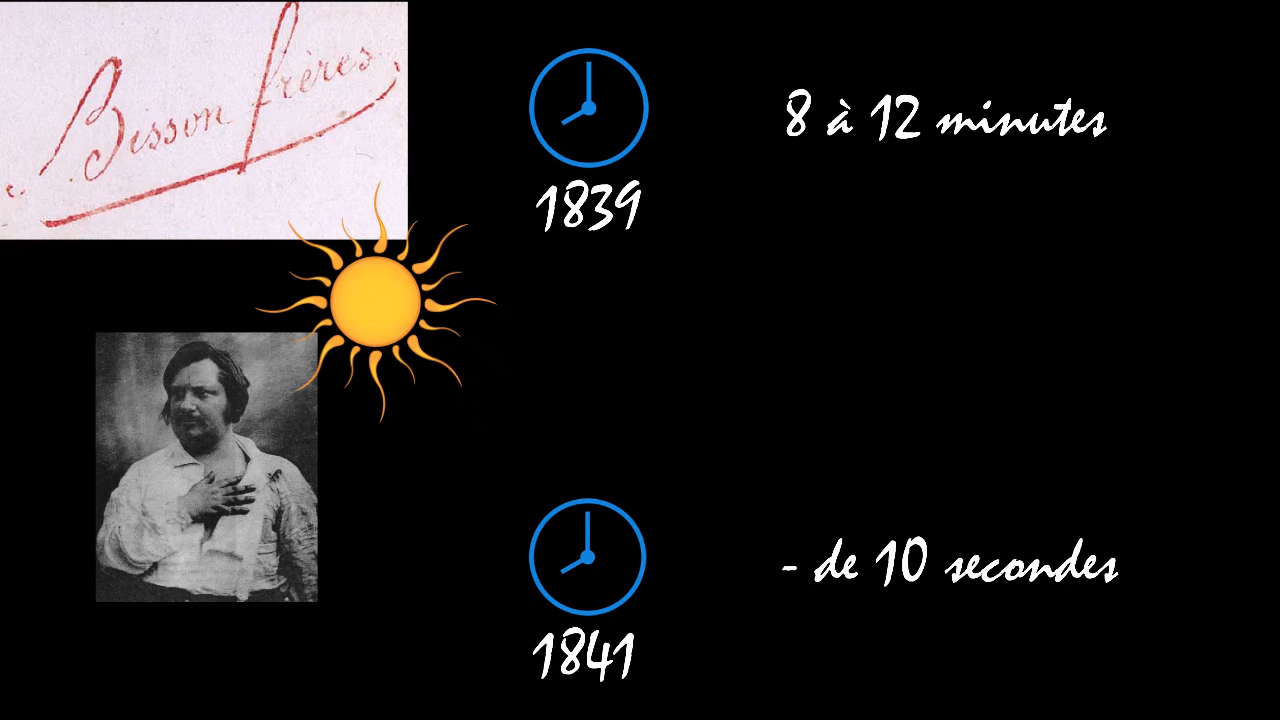 Bisson frères
8 à 12 minutes
1839
- de 10 secondes
1841